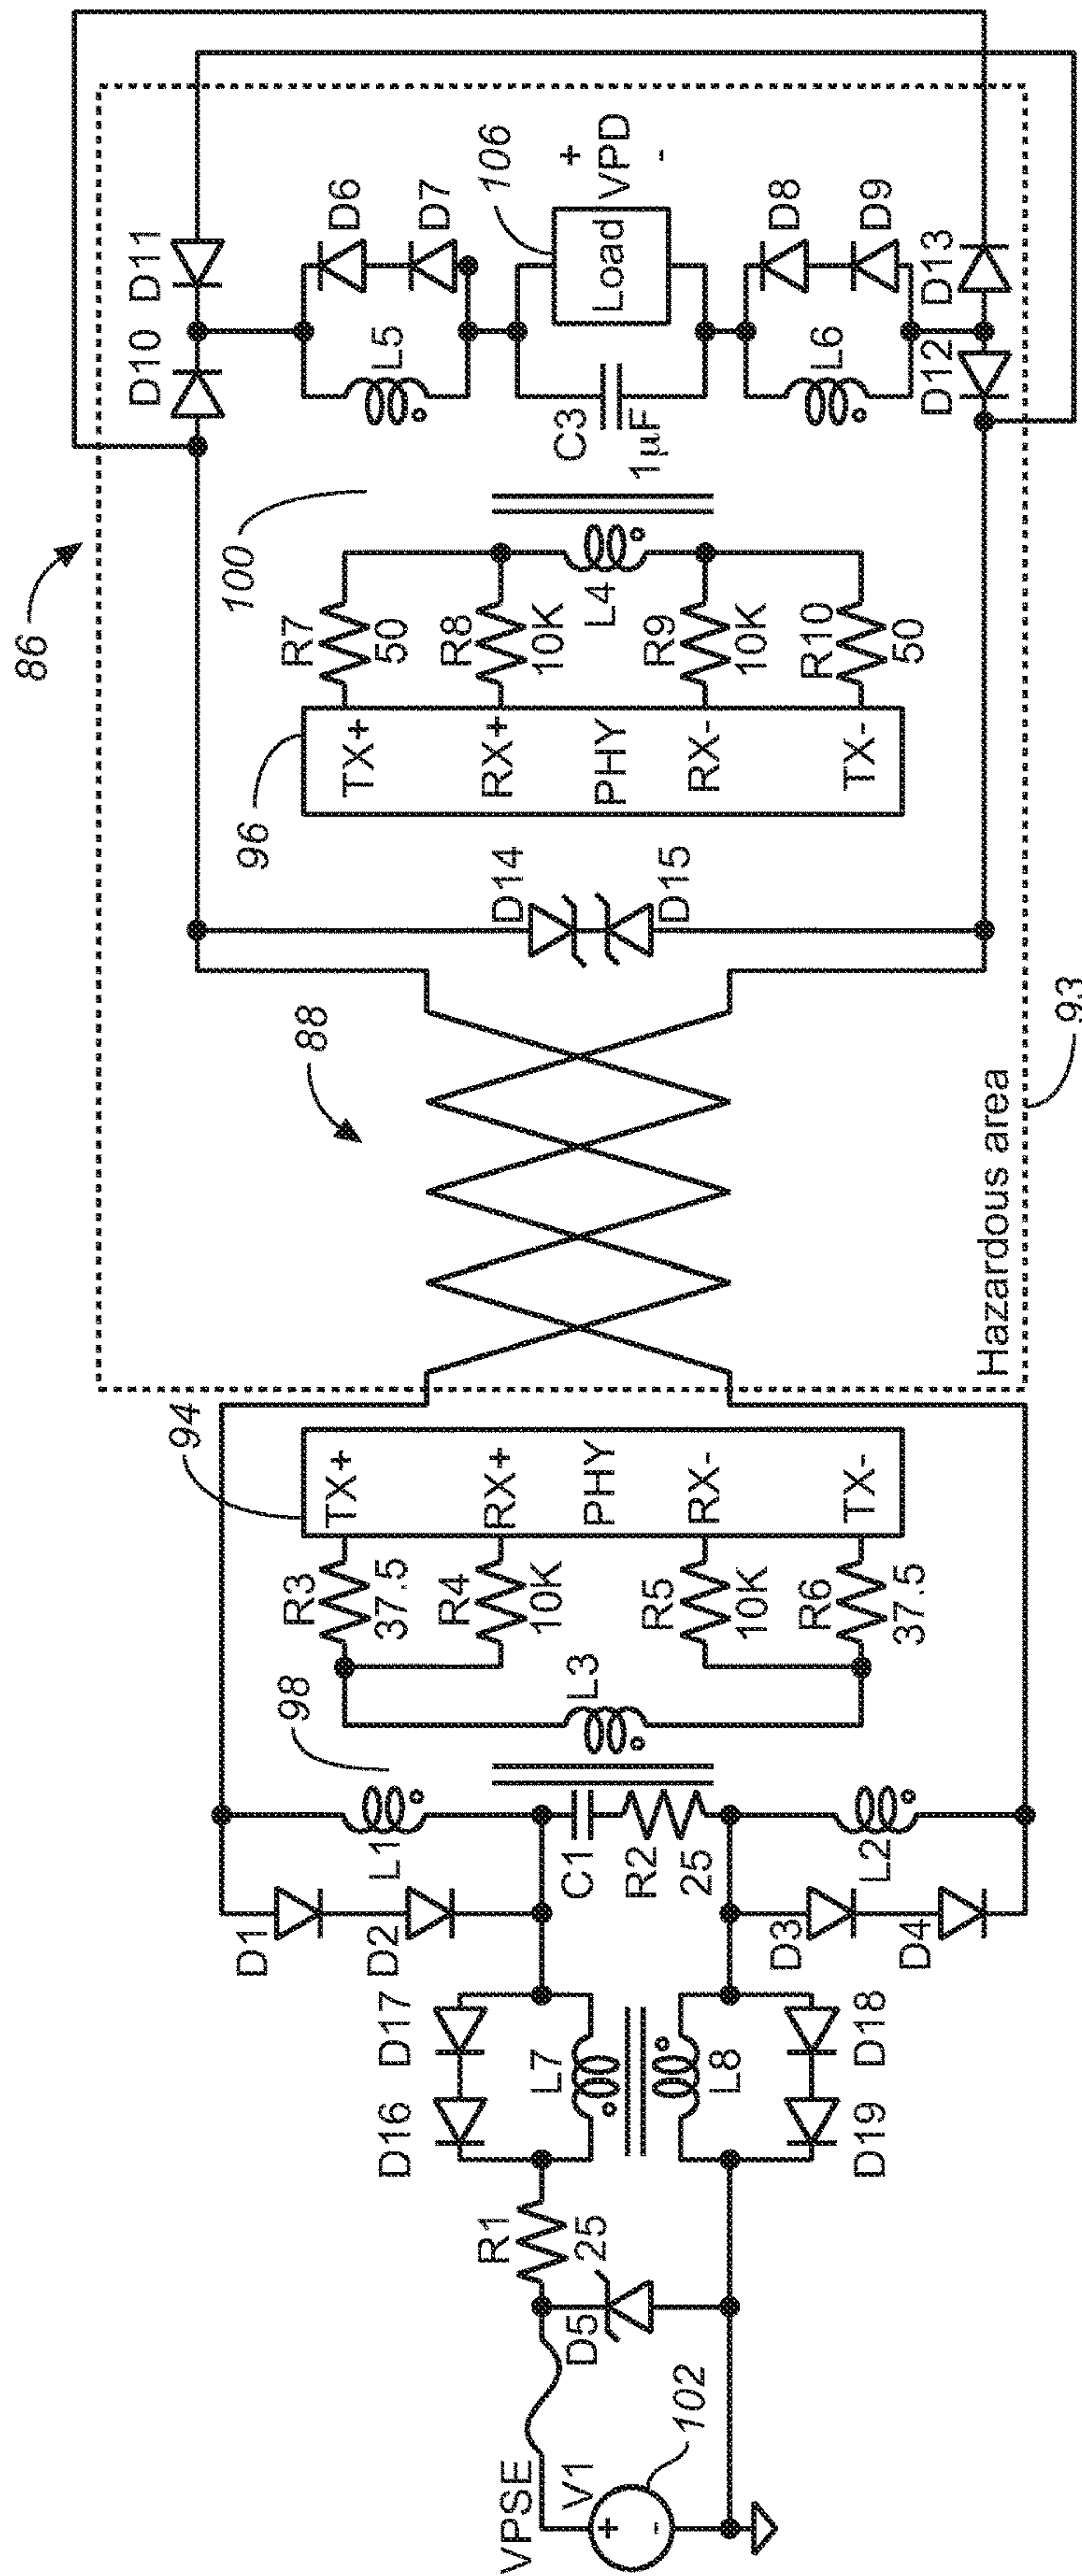 86
100
88
96
94
98
106
102
93
VPSE
V1
+
-
D5
R1
25
D16
D17
L7
L8
D19
D18
D1
D2
L1
C1
R2
25
L2
D3
D4
L3
R3
37.5
R4
10K
R5
10K
R6
37.5
TX+
RX+
PHY
RX-
TX-
Hazardous area
D14
D15
TX+
RX+
PHY
RX-
TX-
R7
50
R8
10K
R9
10K
R10
50
L4
D10
D11
D6
D7
L5
C3
1µF
Load
+
VPD
-
L6
D8
D9
D12
D13